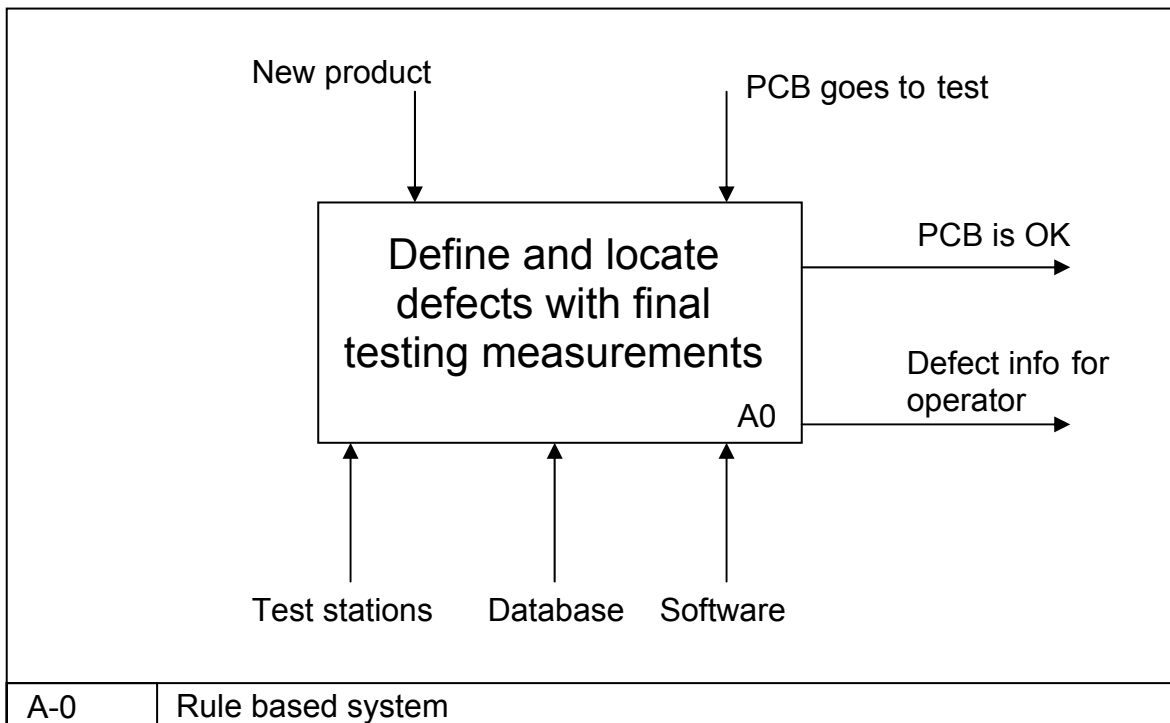 New product
PCB goes to test
Define and locate
defects with final
testing measurements
A0
PCB is OK
Defect info for
operator
Test stations
Database
Software
A-0
Rule based system